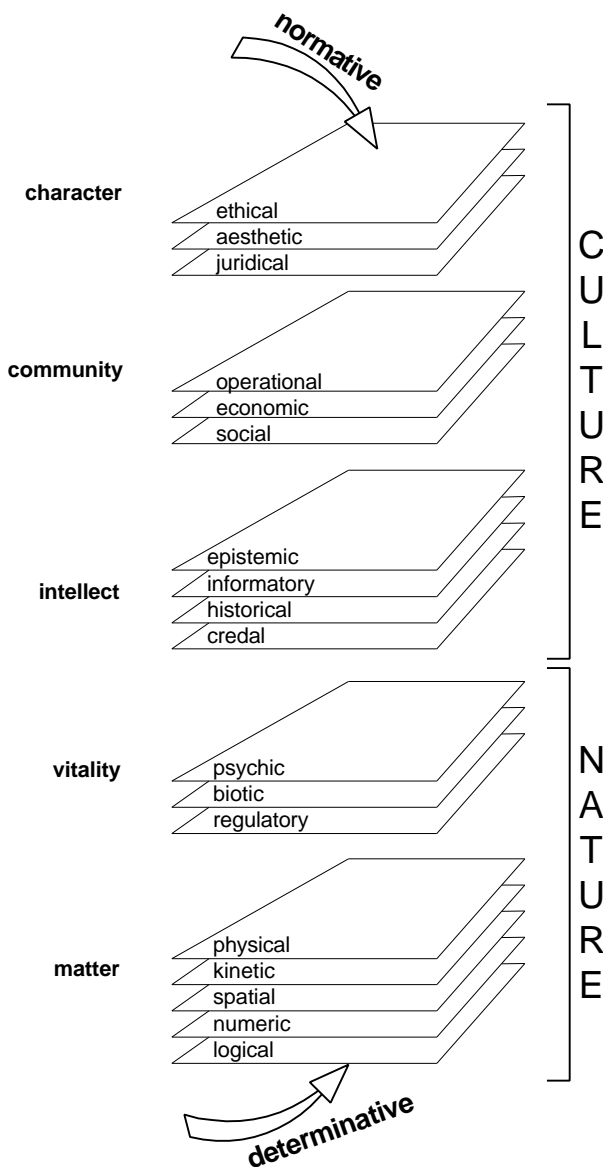 normative
character
ethical
aesthetic
juridical
community
operational
economic
social
CULTURE
intellect
epistemic
informatory
historical
credal
vitality
psychic
biotic
regulatory
NATURE
matter
physical
kinetic
spatial
numeric
logical
determinative